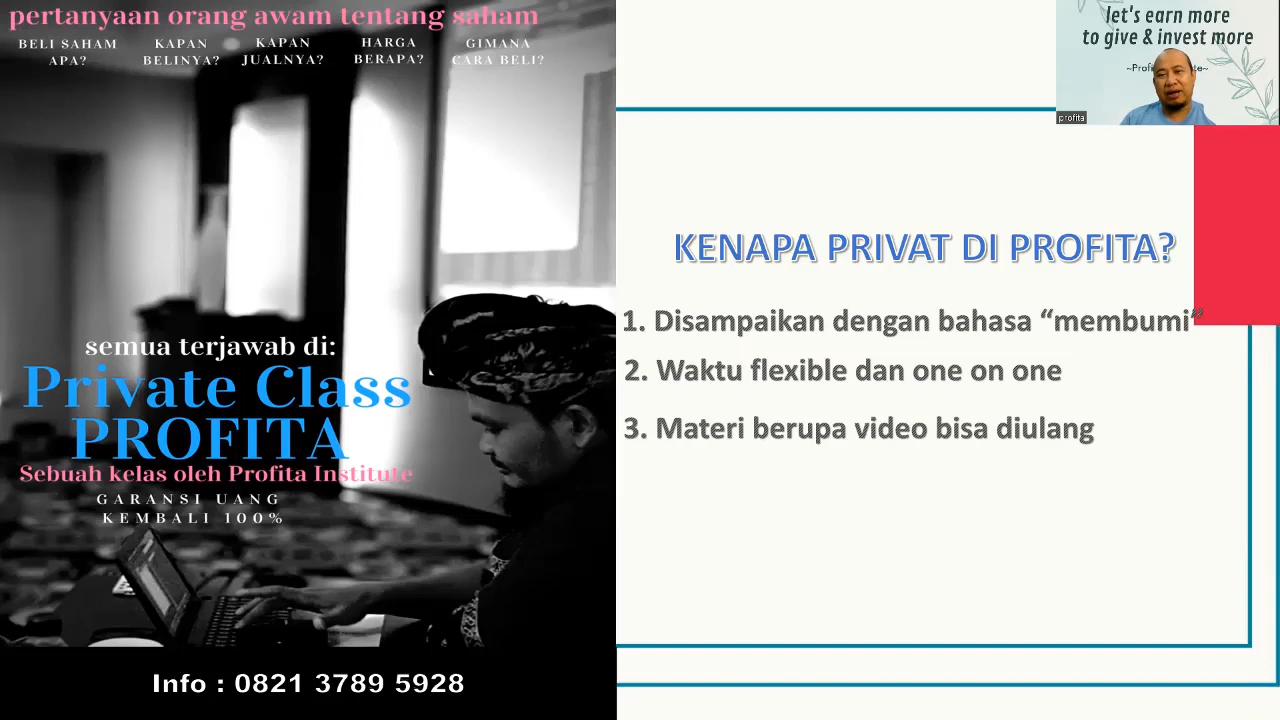 pertanyaan orang awam tentang saham
BELI SAHAM APA?
KAPAN BELINYA?
KAPAN JUALNYA?
HARGA BERAPA?
GIMANA CARA BELI?
semua terjawab di:
Private Class
PROFITA
Sebuah kelas oleh Profita Institute
GARANSI UANG
KEMBALI 100%
Info : 0821 3789 5928
let's earn more
to give & invest more
profita
KENAPA PRIVAT DI PROFITA?
1. Disampaikan dengan bahasa “membumi”
2. Waktu flexible dan one on one
3. Materi berupa video bisa diulang